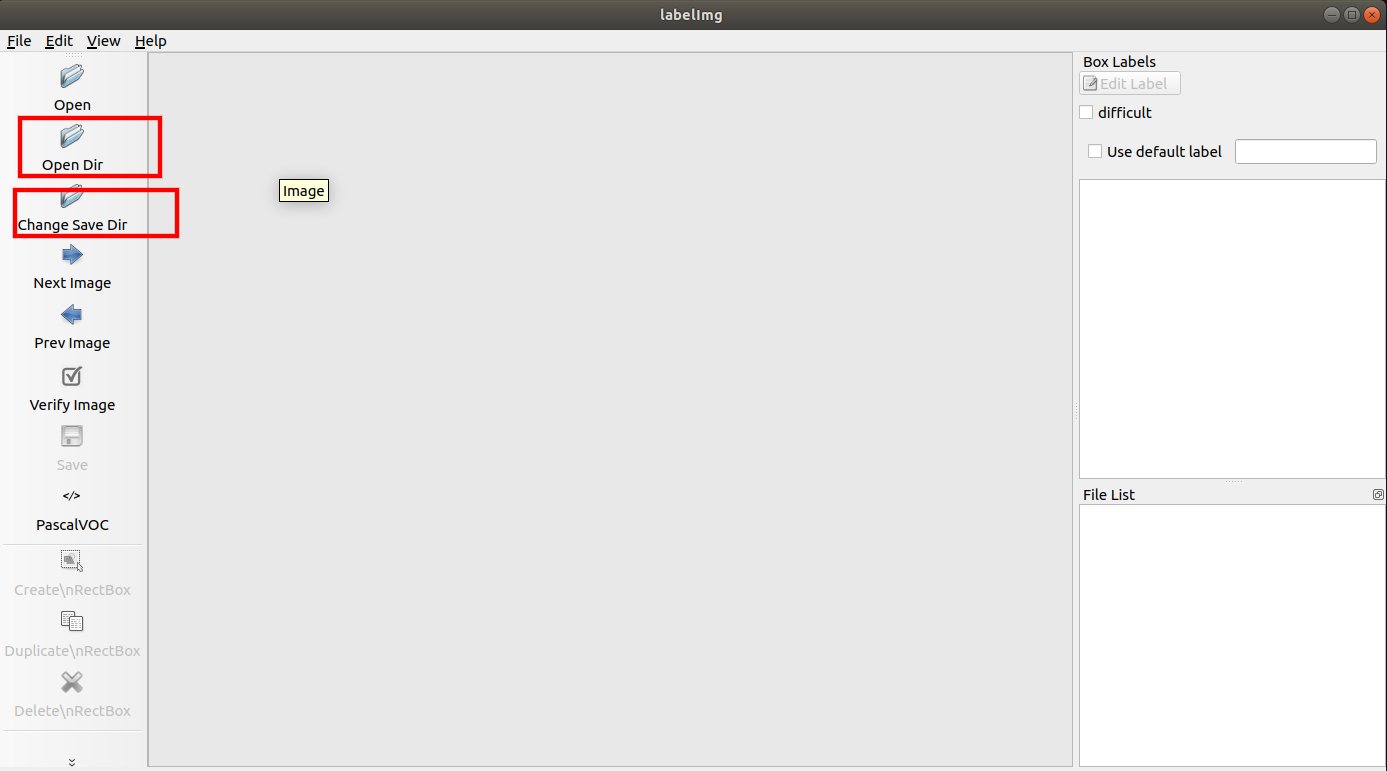 labelImg
File Edit View Help
Open
Open Dir
Change Save Dir
Next Image
Prev Image
Verify Image
Save
</>
PascalVOC
Create\nRectBox
Duplicate\nRectBox
Delete\nRectBox
Image
Box Labels
Edit Label
difficult
Use default label
File List